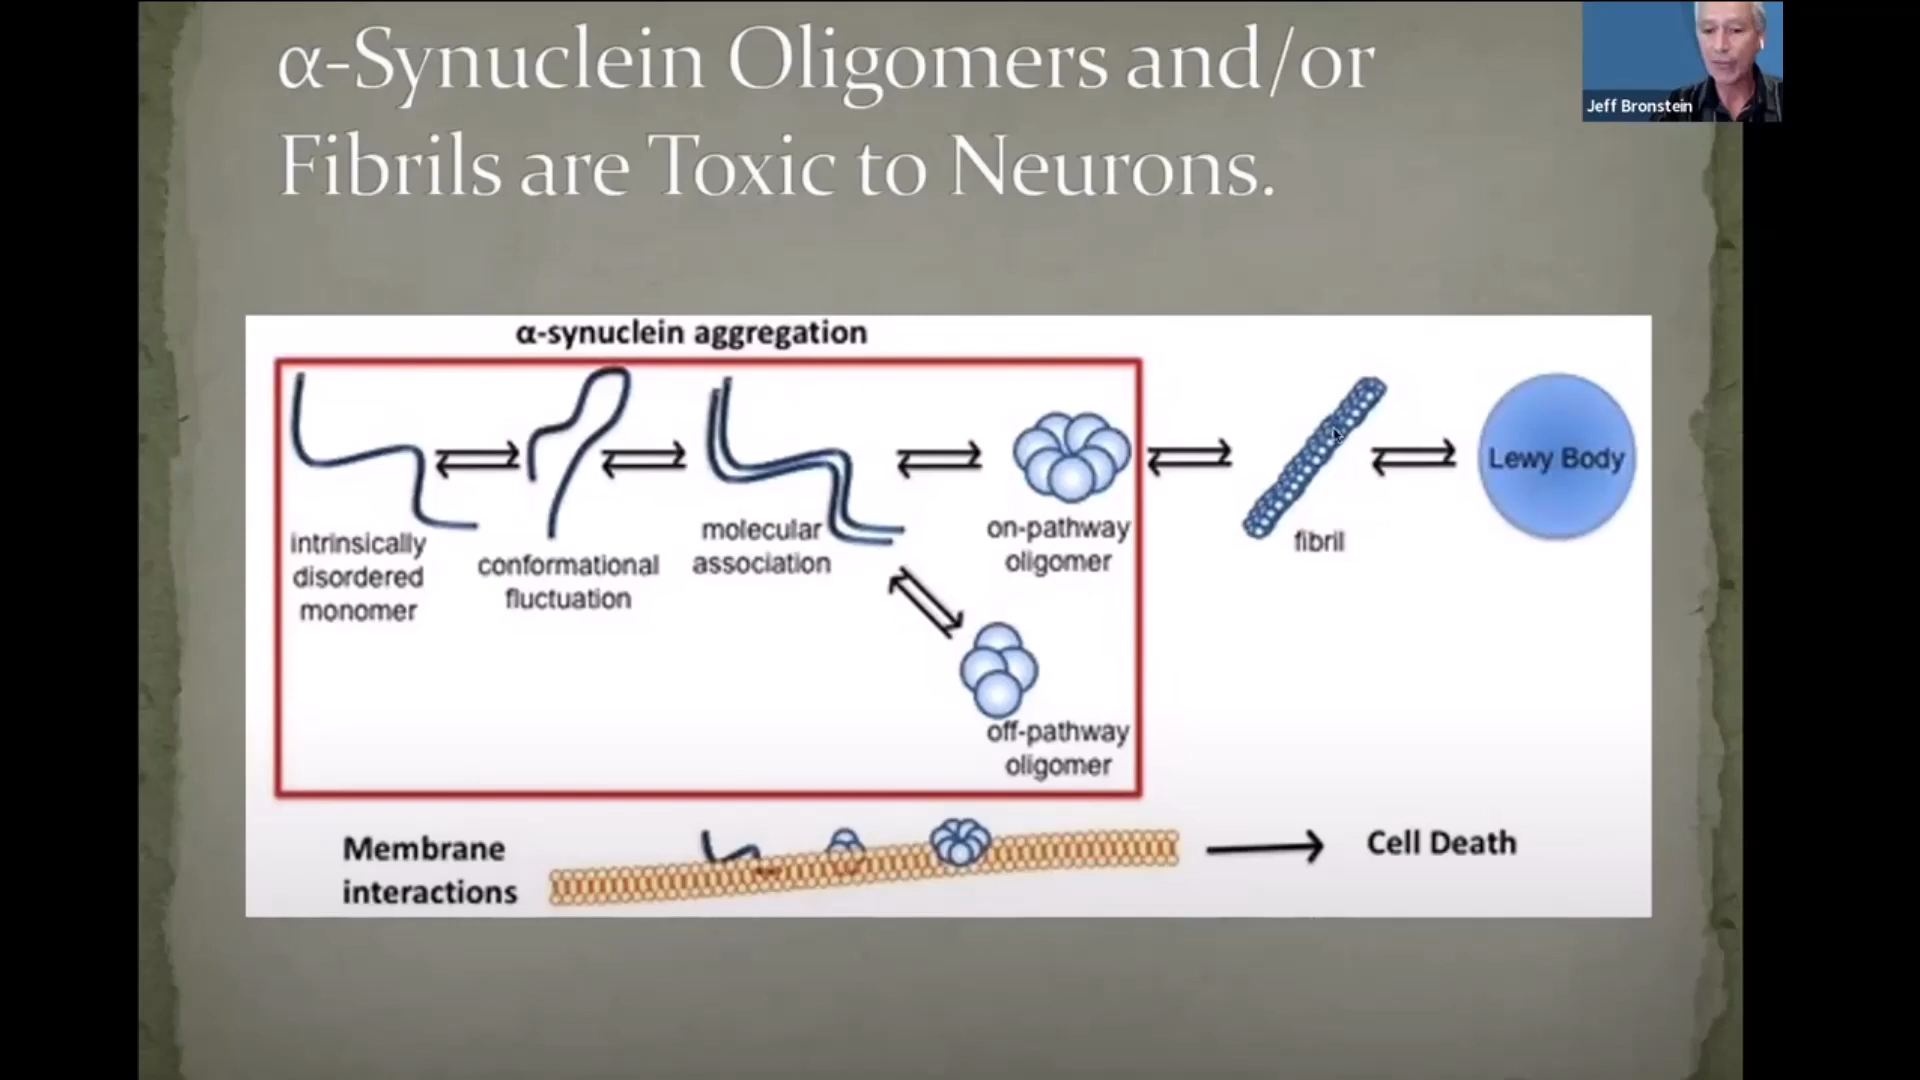 α-Synuclein Oligomers and/or
Fibrils are Toxic to Neurons.
Jeff Bronstein
α-synuclein aggregation
intrinsically
disordered
monomer
conformational
fluctuation
molecular
association
on-pathway
oligomer
fibril
Lewy Body
off-pathway
oligomer
Membrane
interactions
Cell Death